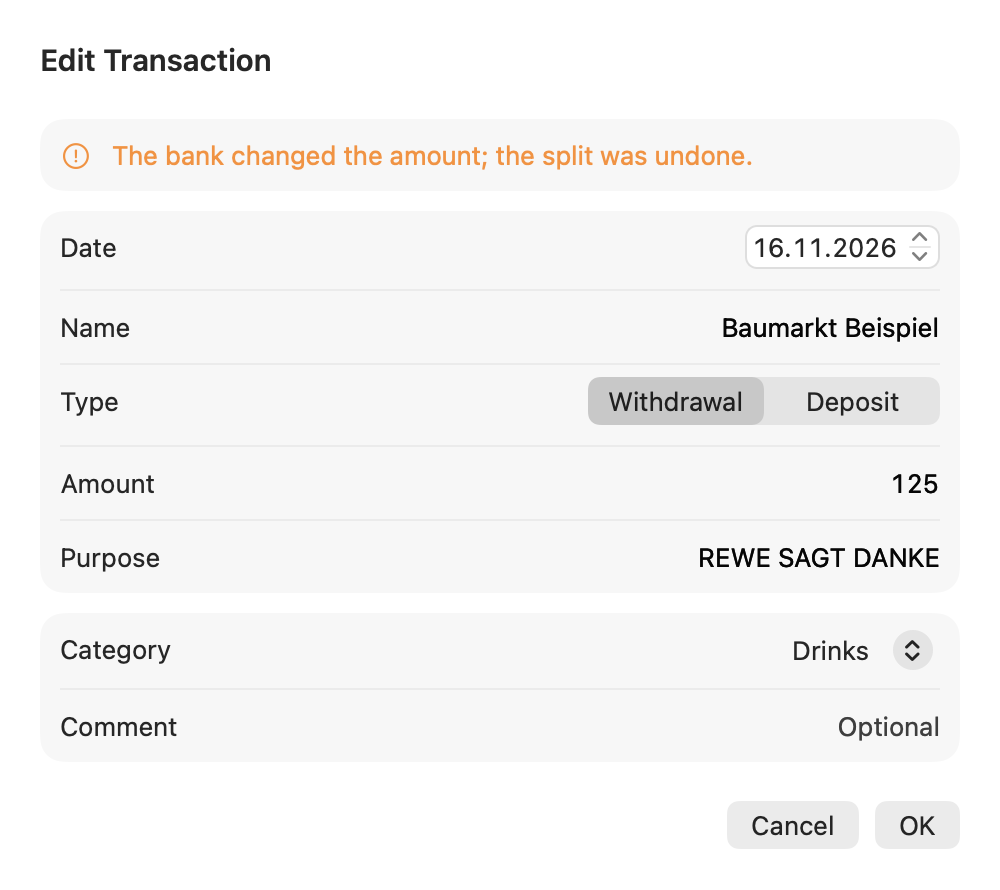 Edit Transaction
The bank changed the amount; the split was undone.
Date 16.11.2026
Name Baumarkt Beispiel
Type Withdrawal Deposit
Amount 125
Purpose REWE SAGT DANKE
Category Drinks
Comment Optional
Cancel OK